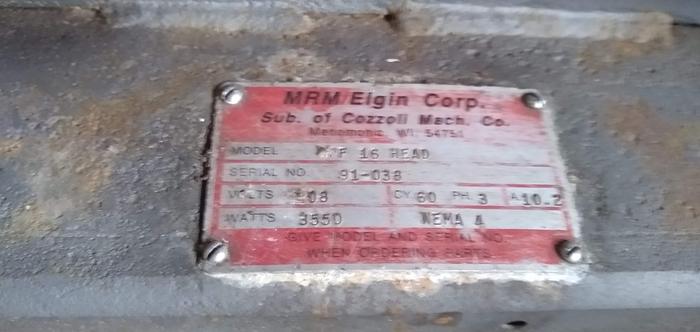 MRM/Elgin Corp.
Sub. of Cozzoli Mach. Co.
Menomonie, WI. 54751
MODEL F 16 HEAD
SERIAL NO. 91-038
VOLTS 208 CY 60 PH. 3 A 10.2
WATTS 3550 NEMA 4
GIVE MODEL AND SERIAL NO.
WHEN ORDERING PARTS